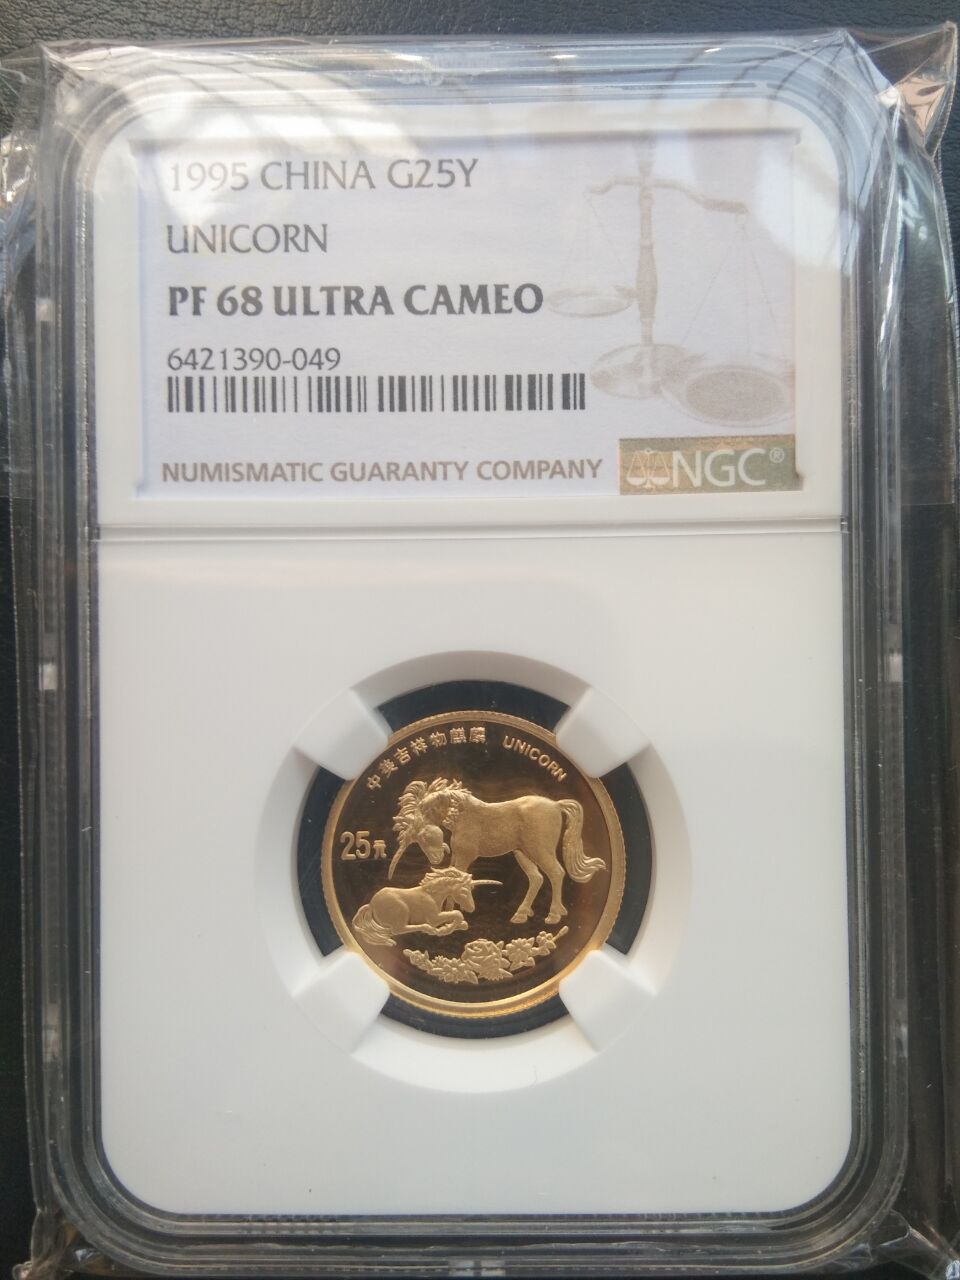 1995 CHINA G25Y
UNICORN
PF 68 ULTRA CAMEO
6421390-049
NUMISMATIC GUARANTY COMPANY
NGC®
中英吉祥物麒麟 UNICORN
25元